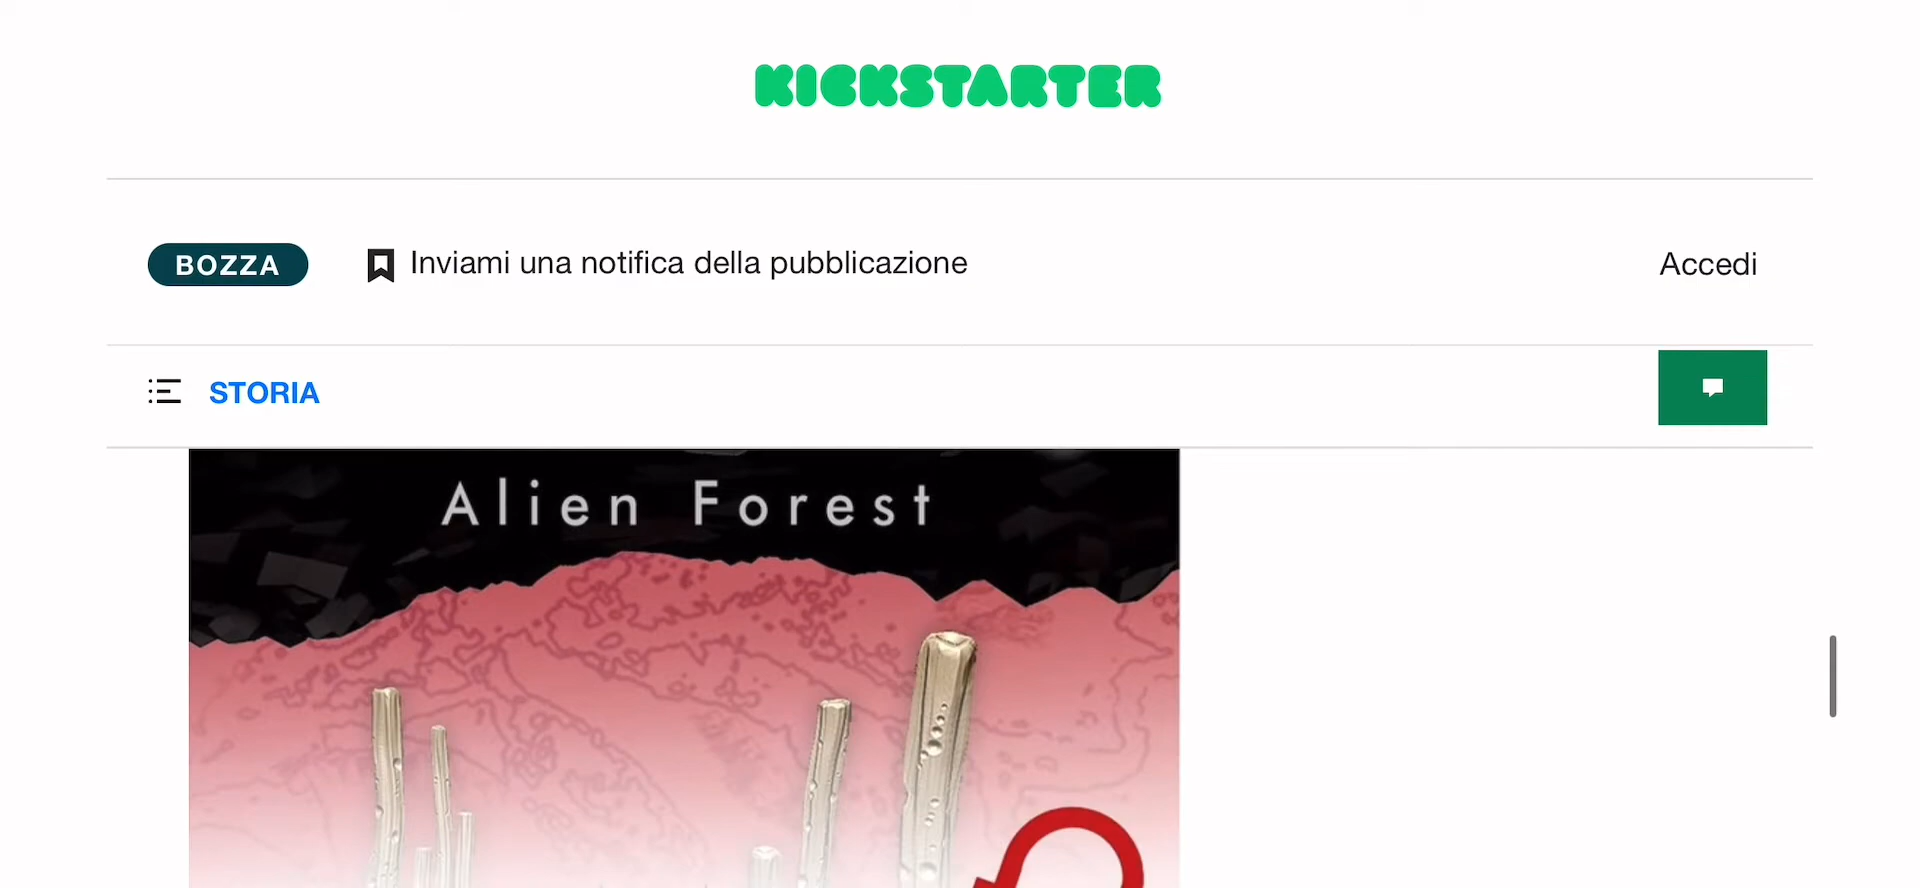 KICKSTARTER
BOZZA
Inviami una notifica della pubblicazione
Accedi
STORIA
Alien Forest